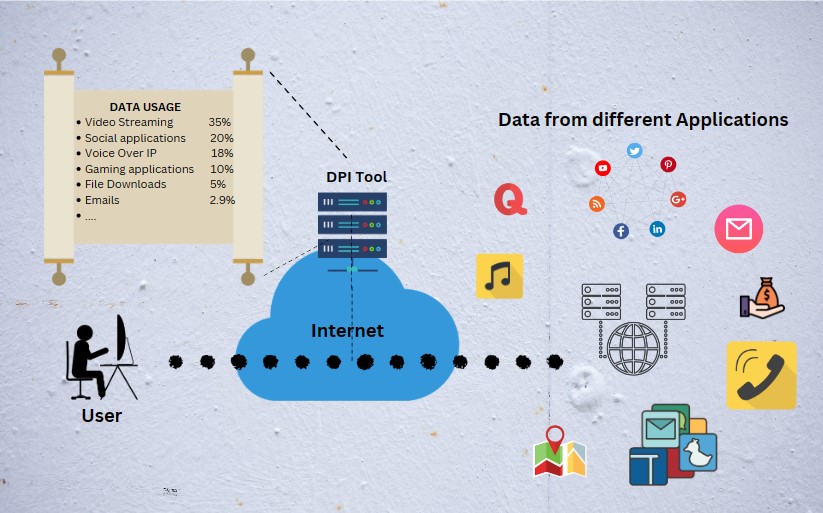 DATA USAGE
• Video Streaming 35%
• Social applications 20%
• Voice Over IP 18%
• Gaming applications 10%
• File Downloads 5%
• Emails 2.9%
• ....
Data from different Applications
DPI Tool
Internet
User